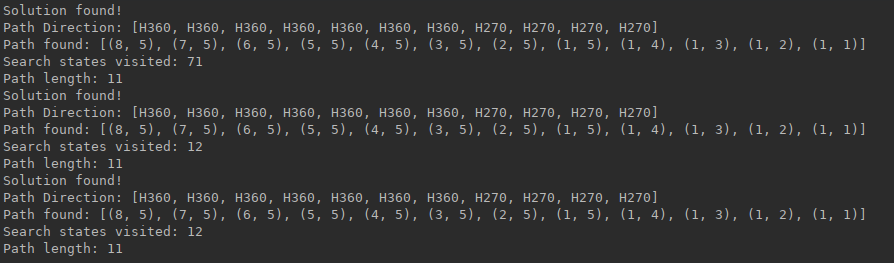 Solution found!
Path Direction: [H360, H360, H360, H360, H360, H360, H360, H270, H270, H270, H270]
Path found: [(8, 5), (7, 5), (6, 5), (5, 5), (4, 5), (3, 5), (2, 5), (1, 5), (1, 4), (1, 3), (1, 2), (1, 1)]
Search states visited: 71
Path length: 11
Solution found!
Path Direction: [H360, H360, H360, H360, H360, H360, H360, H270, H270, H270, H270]
Path found: [(8, 5), (7, 5), (6, 5), (5, 5), (4, 5), (3, 5), (2, 5), (1, 5), (1, 4), (1, 3), (1, 2), (1, 1)]
Search states visited: 12
Path length: 11
Solution found!
Path Direction: [H360, H360, H360, H360, H360, H360, H360, H270, H270, H270, H270]
Path found: [(8, 5), (7, 5), (6, 5), (5, 5), (4, 5), (3, 5), (2, 5), (1, 5), (1, 4), (1, 3), (1, 2), (1, 1)]
Search states visited: 12
Path length: 11